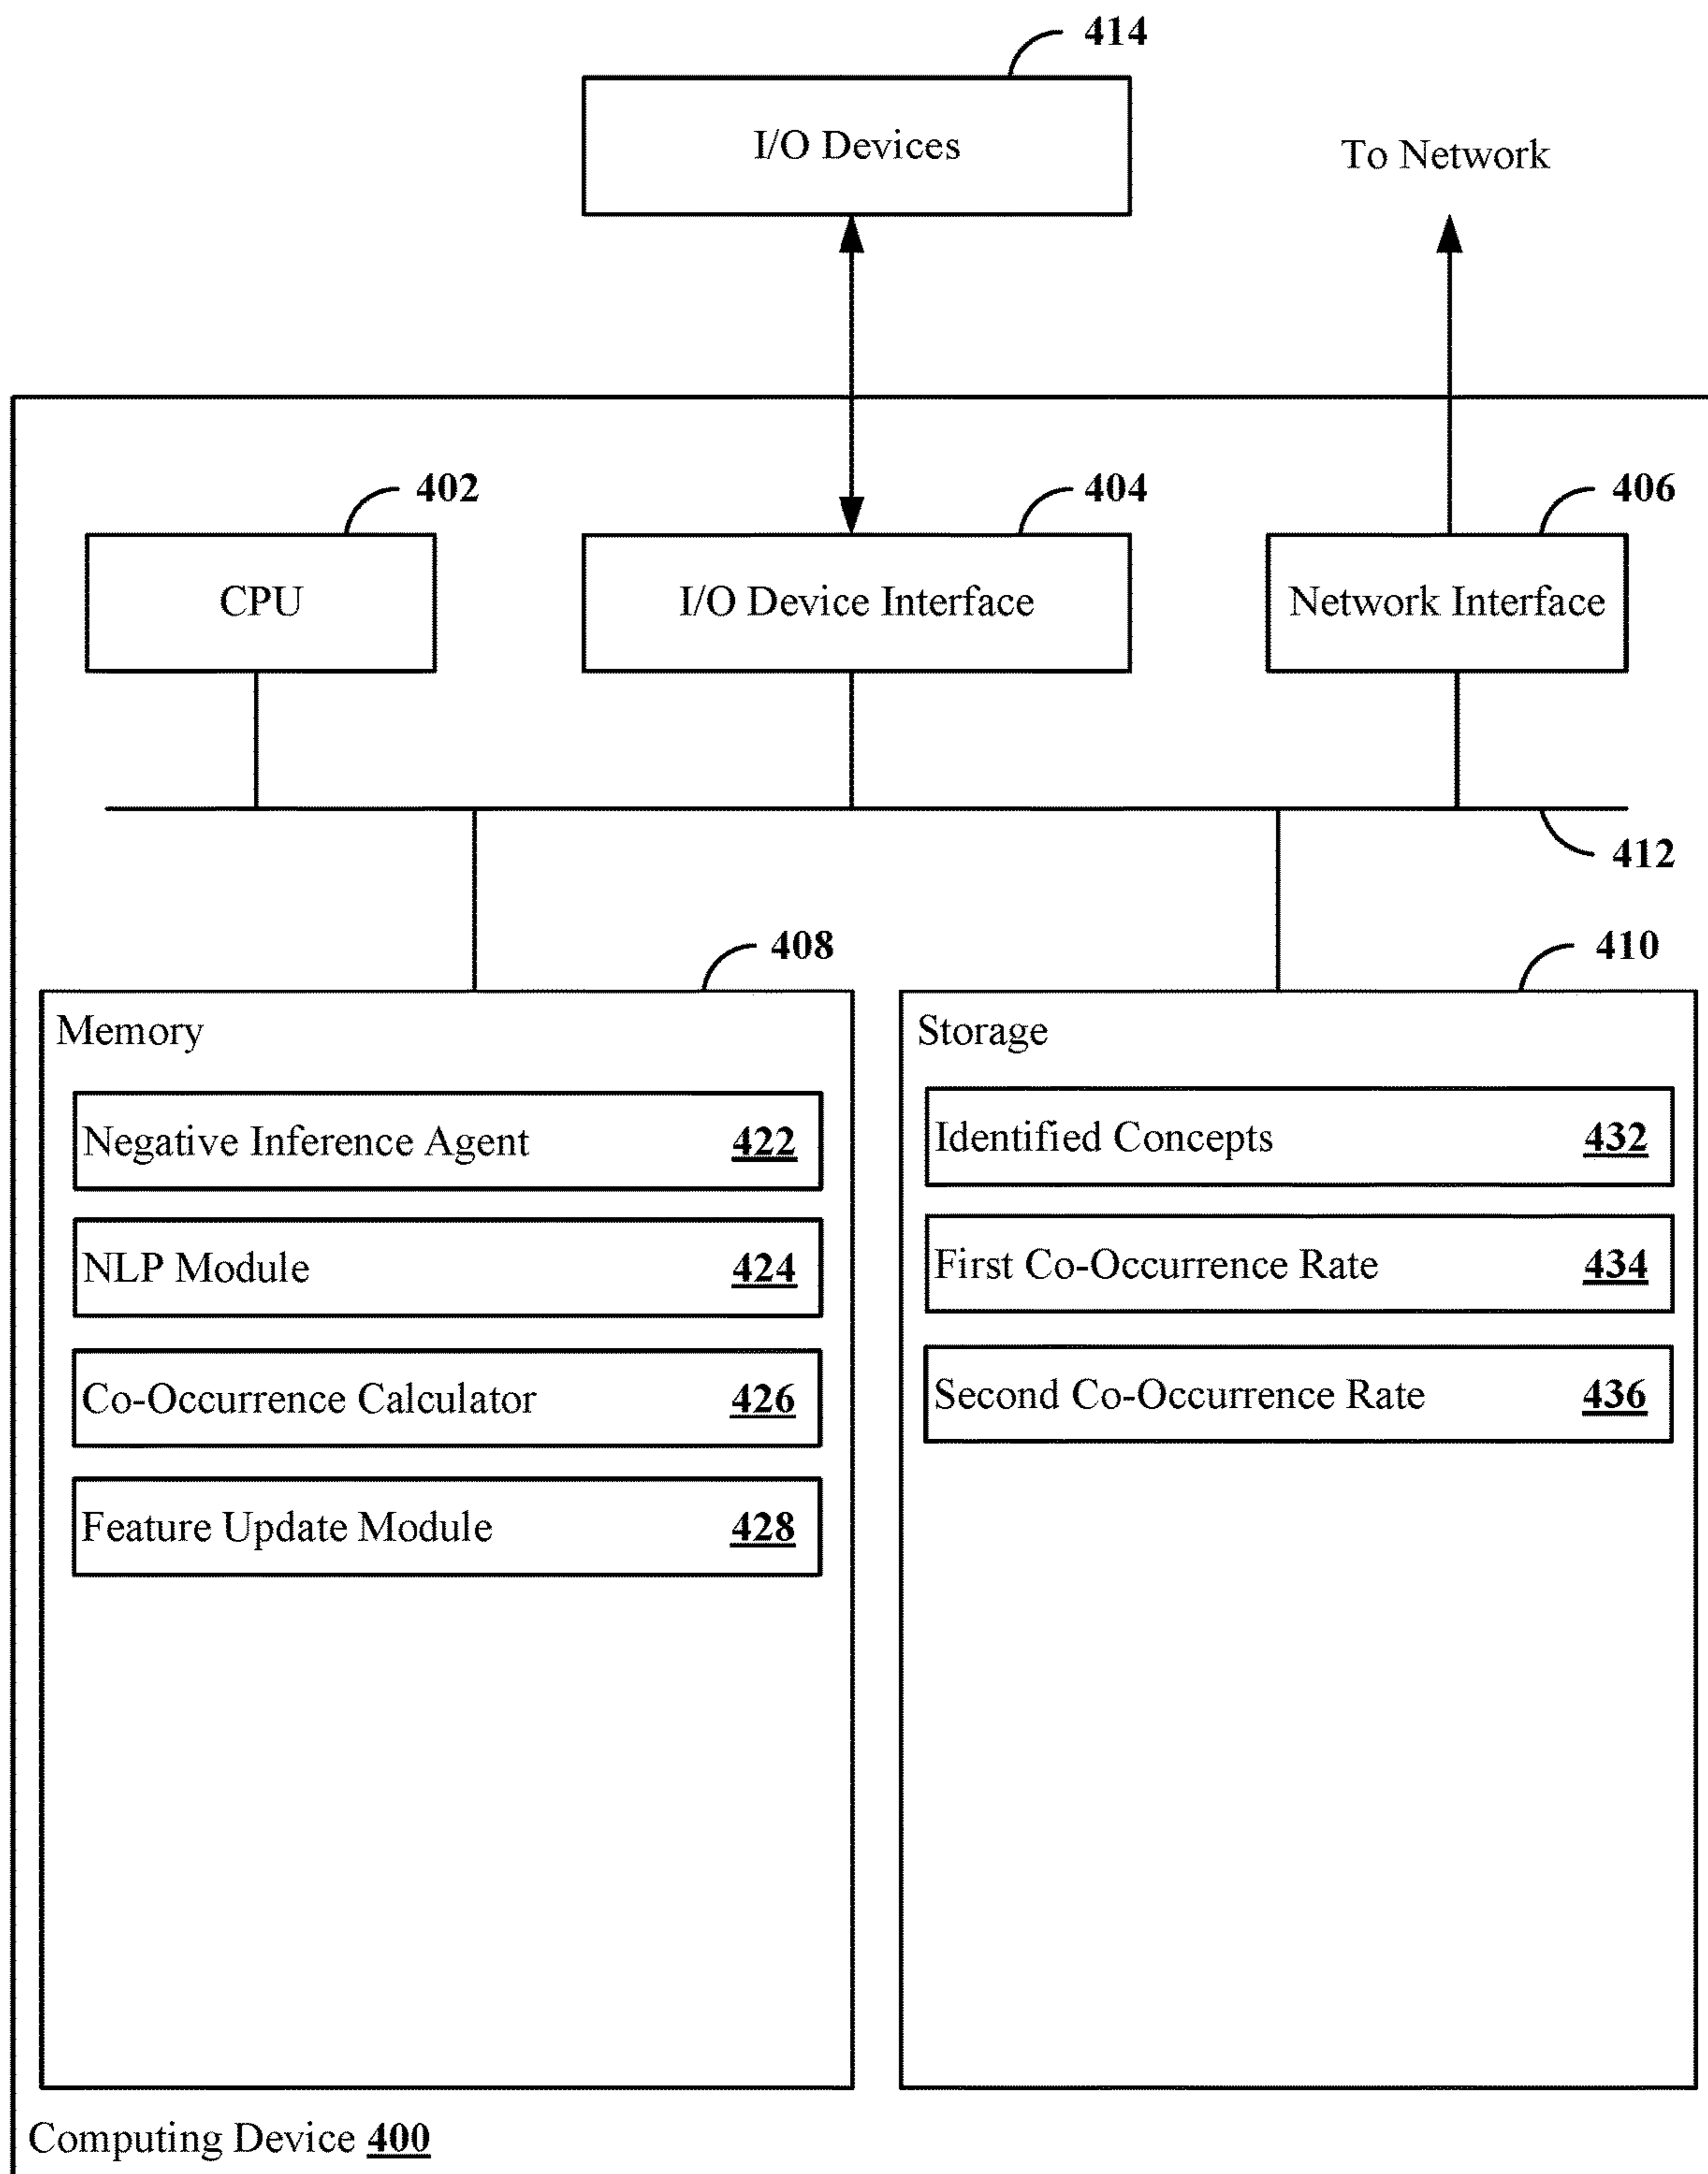 414
I/O Devices
To Network
402
404
406
CPU
I/O Device Interface
Network Interface
412
408
410
Memory
Negative Inference Agent 422
NLP Module 424
Co-Occurrence Calculator 426
Feature Update Module 428
Storage
Identified Concepts 432
First Co-Occurrence Rate 434
Second Co-Occurrence Rate 436
Computing Device 400